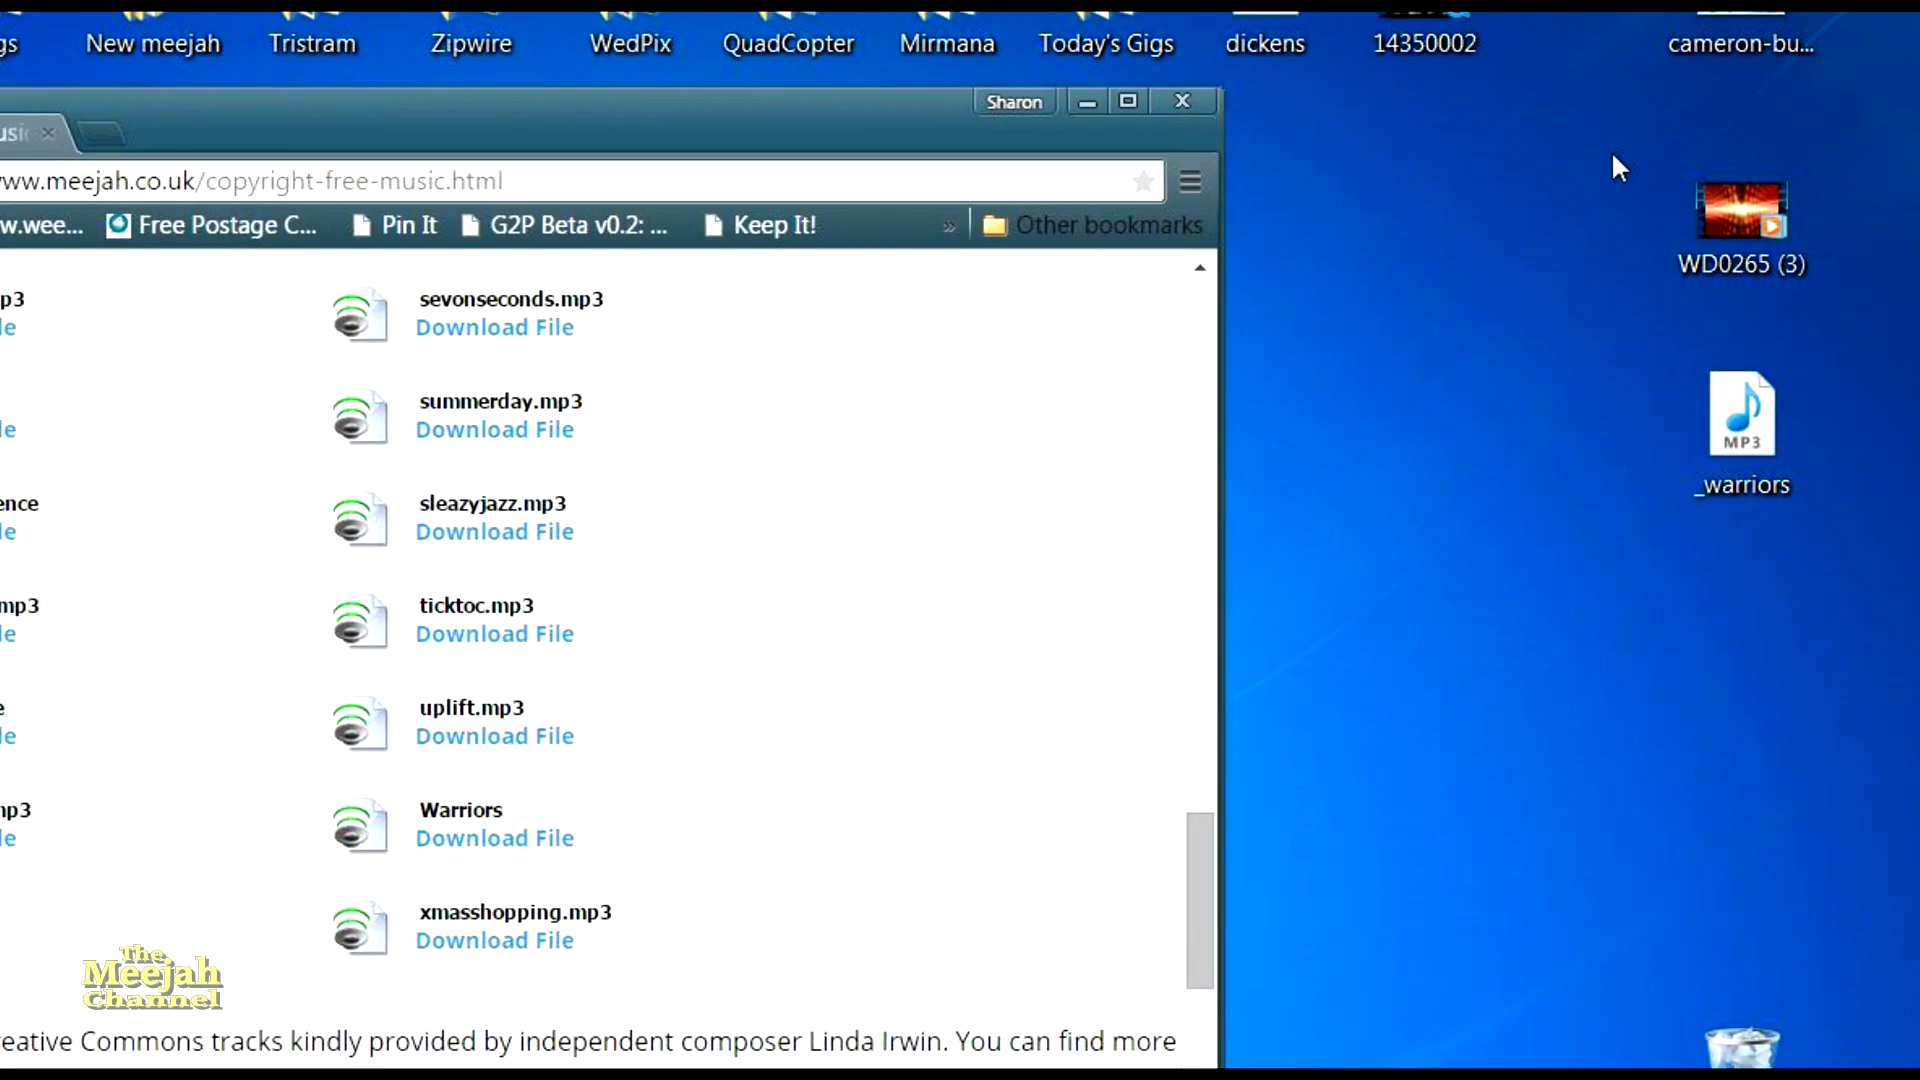 gs New meejah Tristram Zipwire WedPix QuadCopter Mirmana Today's Gigs dickens 14350002 cameron-bu...
Sharon
usic
www.meejah.co.uk/copyright-free-music.html
w.wee... Free Postage C... Pin It G2P Beta v0.2: ... Keep It! » Other bookmarks
WD0265 (3)
MP3
_warriors
p3 sevonseconds.mp3
le Download File
summerday.mp3
le Download File
ence sleazyjazz.mp3
le Download File
mp3 ticktoc.mp3
le Download File
e uplift.mp3
le Download File
mp3 Warriors
le Download File
xmasshopping.mp3
Download File
The
Meejah
Channel
reative Commons tracks kindly provided by independent composer Linda Irwin. You can find more